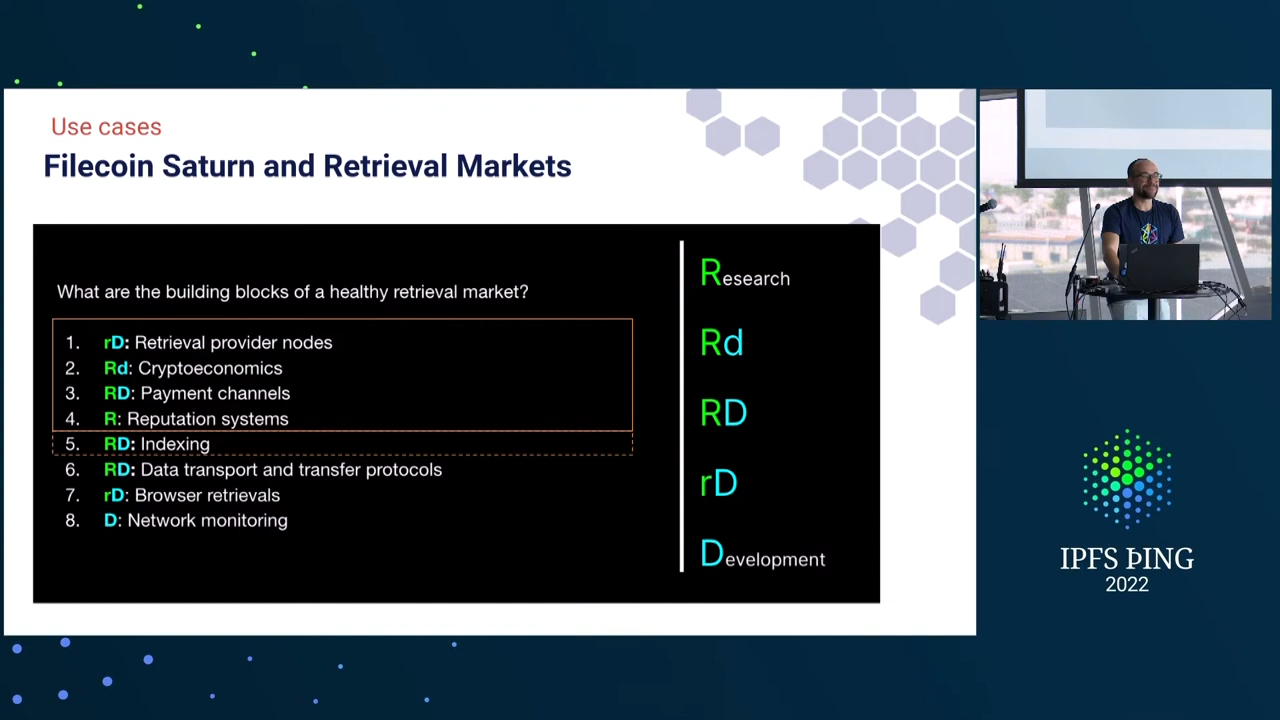 Use cases
Filecoin Saturn and Retrieval Markets
What are the building blocks of a healthy retrieval market?
1. rD: Retrieval provider nodes
2. Rd: Cryptoeconomics
3. RD: Payment channels
4. R: Reputation systems
5. RD: Indexing
6. RD: Data transport and transfer protocols
7. rD: Browser retrievals
8. D: Network monitoring
Research
Rd
RD
rD
Development
IPFS ÞING
2022